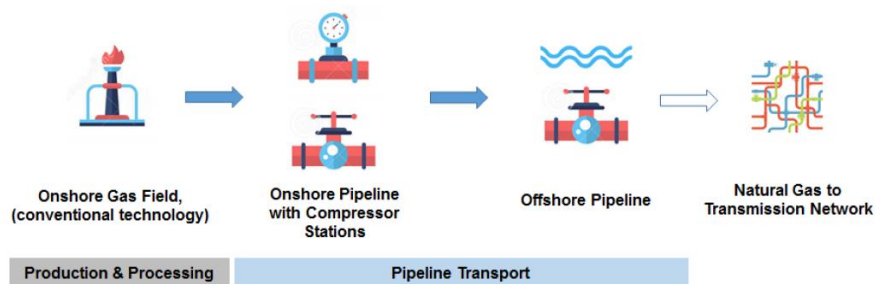 Onshore Gas Field,
(conventional technology)
Onshore Pipeline
with Compressor
Stations
Offshore Pipeline
Natural Gas to
Transmission Network
Production & Processing
Pipeline Transport